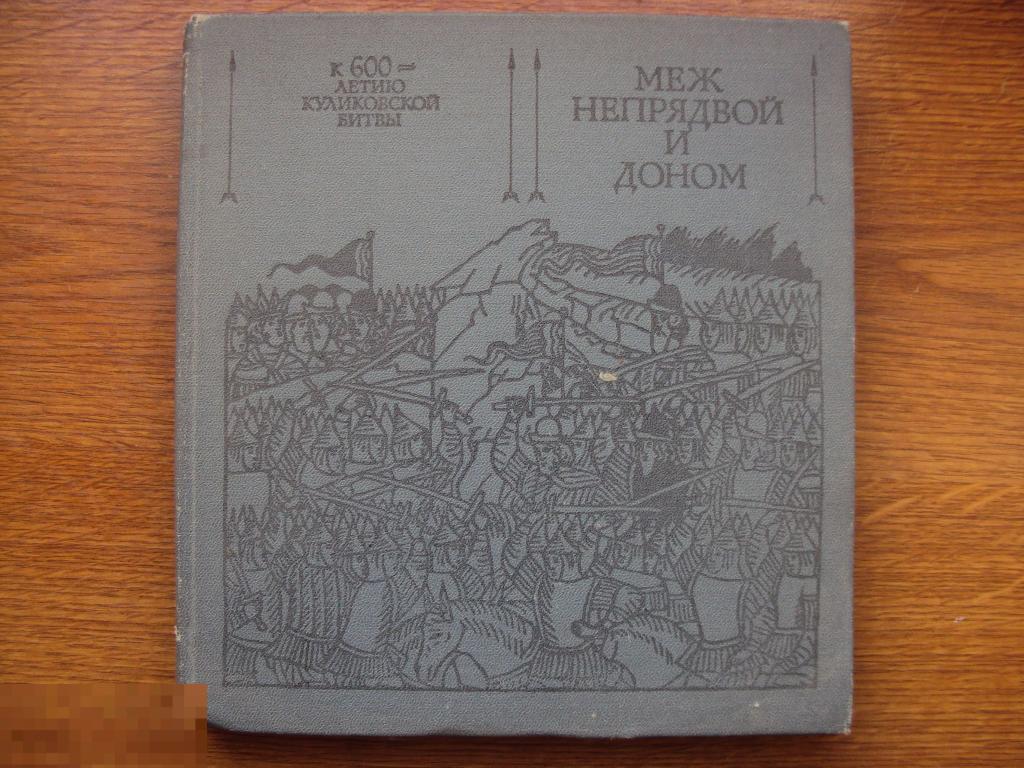 К 600-
ЛЕТИЮ
КУЛИКОВСКОЙ
БИТВЫ
МЕЖ
НЕПРЯДВОЙ
И
ДОНОМ